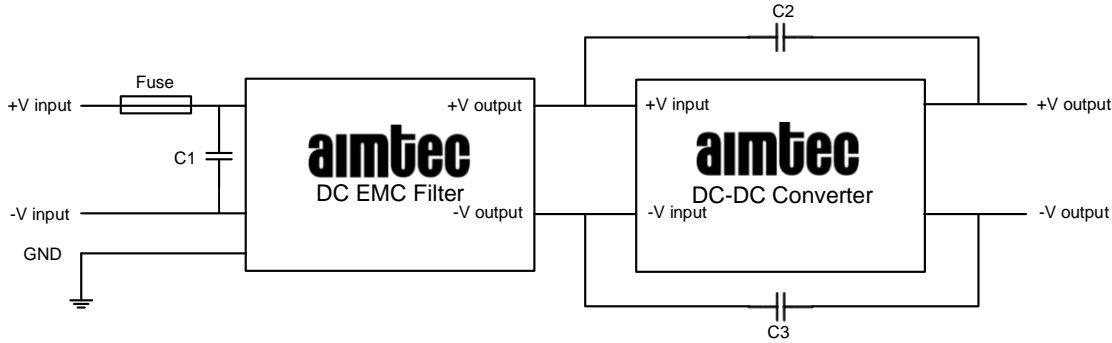 C2
Fuse
+V input
+V output
+V input
+V output
C1
aimtec
DC EMC Filter
aimtec
DC-DC Converter
-V input
-V output
-V input
-V output
GND
C3